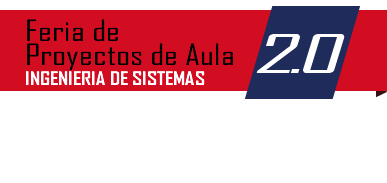 Feria de
Proyectos de Aula
INGENIERIA DE SISTEMAS
2.0